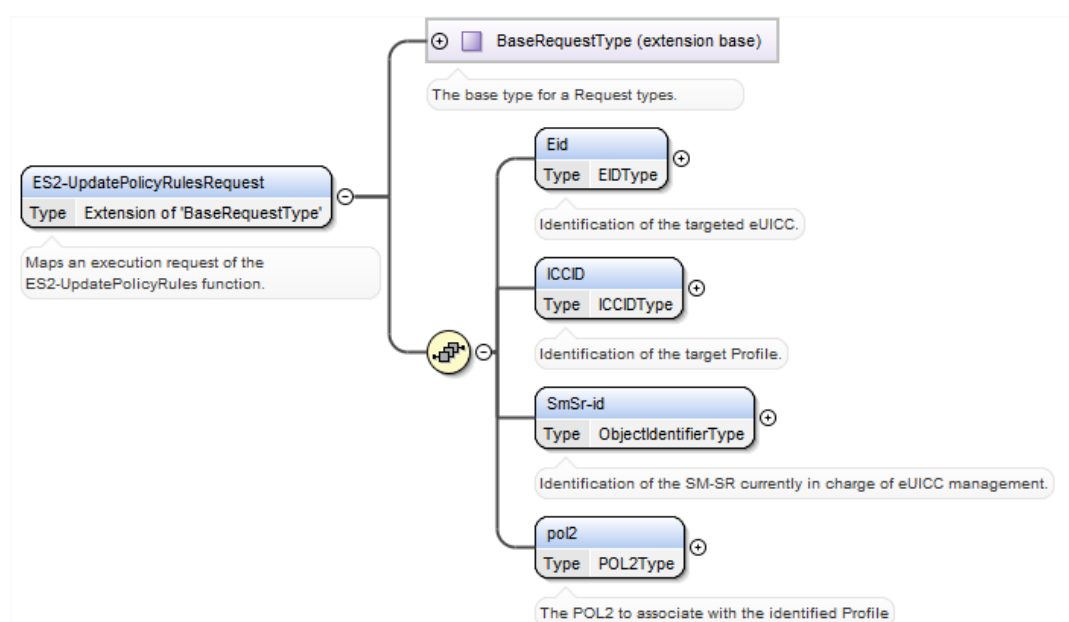 BaseRequestType (extension base)
The base type for a Request types.
Eid
Type EIDType
Identification of the targeted eUICC.
ES2-UpdatePolicyRulesRequest
Type Extension of 'BaseRequestType'
Maps an execution request of the
ES2-UpdatePolicyRules function.
ICCID
Type ICCIDType
Identification of the target Profile.
SmSr-id
Type ObjectIdentifierType
Identification of the SM-SR currently in charge of eUICC management.
pol2
Type POL2Type
The POL2 to associate with the identified Profile